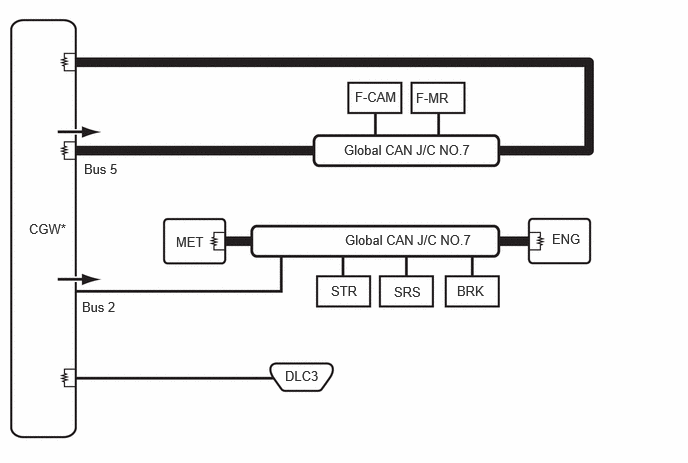 F-CAM
F-MR
Global CAN J/C NO.7
Bus 5
CGW*
MET
Global CAN J/C NO.7
ENG
STR
SRS
BRK
Bus 2
DLC3